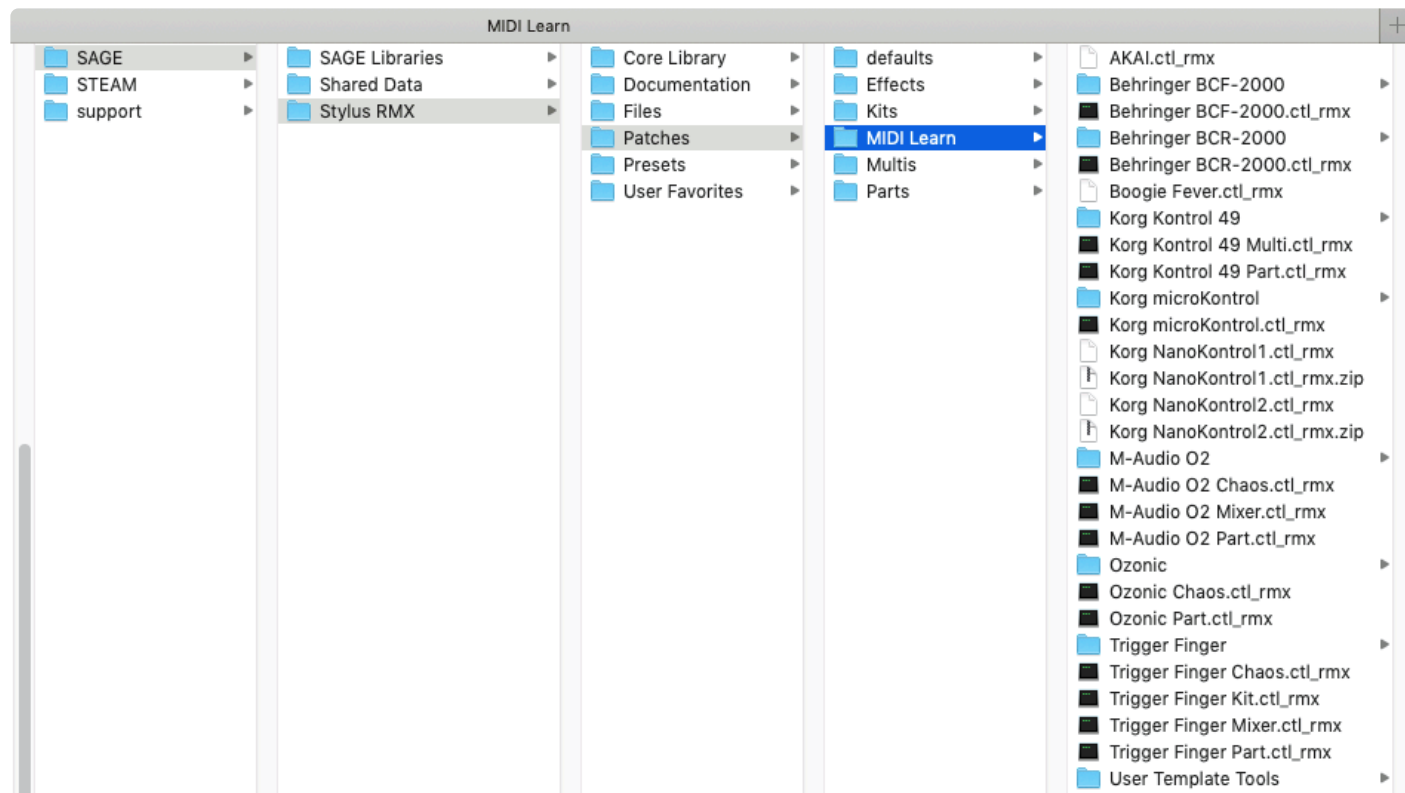 MIDI Learn
SAGE
STEAM
support
SAGE Libraries
Shared Data
Stylus RMX
Core Library
Documentation
Files
Patches
Presets
User Favorites
defaults
Effects
Kits
MIDI Learn
Multis
Parts
AKAI.ctl_rmx
Behringer BCF-2000
Behringer BCF-2000.ctl_rmx
Behringer BCR-2000
Behringer BCR-2000.ctl_rmx
Boogie Fever.ctl_rmx
Korg Kontrol 49
Korg Kontrol 49 Multi.ctl_rmx
Korg Kontrol 49 Part.ctl_rmx
Korg microKontrol
Korg microKontrol.ctl_rmx
Korg NanoKontrol1.ctl_rmx
Korg NanoKontrol1.ctl_rmx.zip
Korg NanoKontrol2.ctl_rmx
Korg NanoKontrol2.ctl_rmx.zip
M-Audio O2
M-Audio O2 Chaos.ctl_rmx
M-Audio O2 Mixer.ctl_rmx
M-Audio O2 Part.ctl_rmx
Ozonic
Ozonic Chaos.ctl_rmx
Ozonic Part.ctl_rmx
Trigger Finger
Trigger Finger Chaos.ctl_rmx
Trigger Finger Kit.ctl_rmx
Trigger Finger Mixer.ctl_rmx
Trigger Finger Part.ctl_rmx
User Template Tools